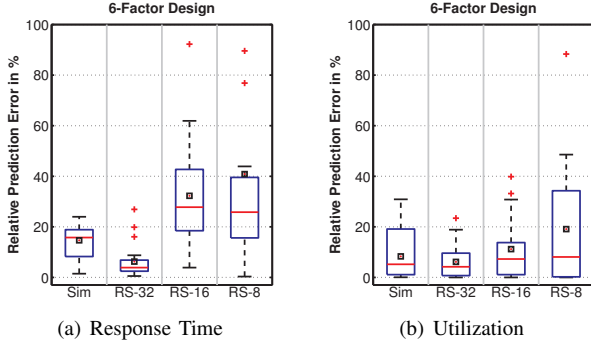 6-Factor Design
Relative Prediction Error in %
100
80
60
40
20
0
Sim RS-32 RS-16 RS-8
(a) Response Time
6-Factor Design
Relative Prediction Error in %
100
80
60
40
20
0
Sim RS-32 RS-16 RS-8
(b) Utilization